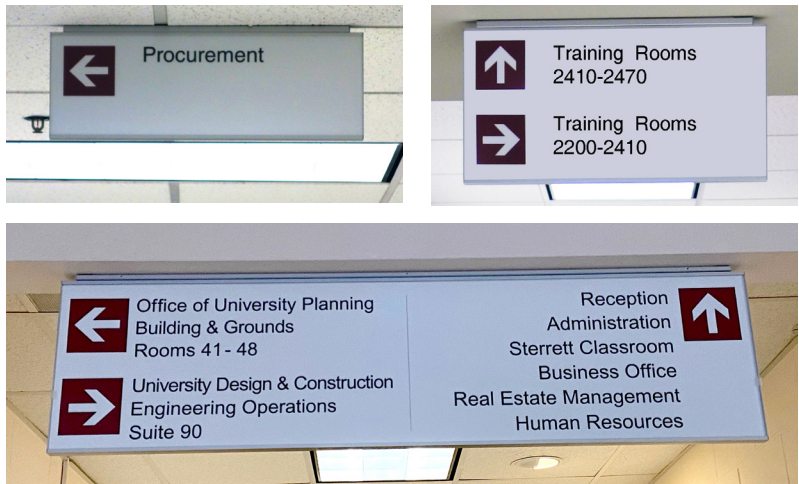 Procurement
Training Rooms
2410-2470
Training Rooms
2200-2410
Office of University Planning
Building & Grounds
Rooms 41- 48
University Design & Construction
Engineering Operations
Suite 90
Reception
Administration
Sterrett Classroom
Business Office
Real Estate Management
Human Resources